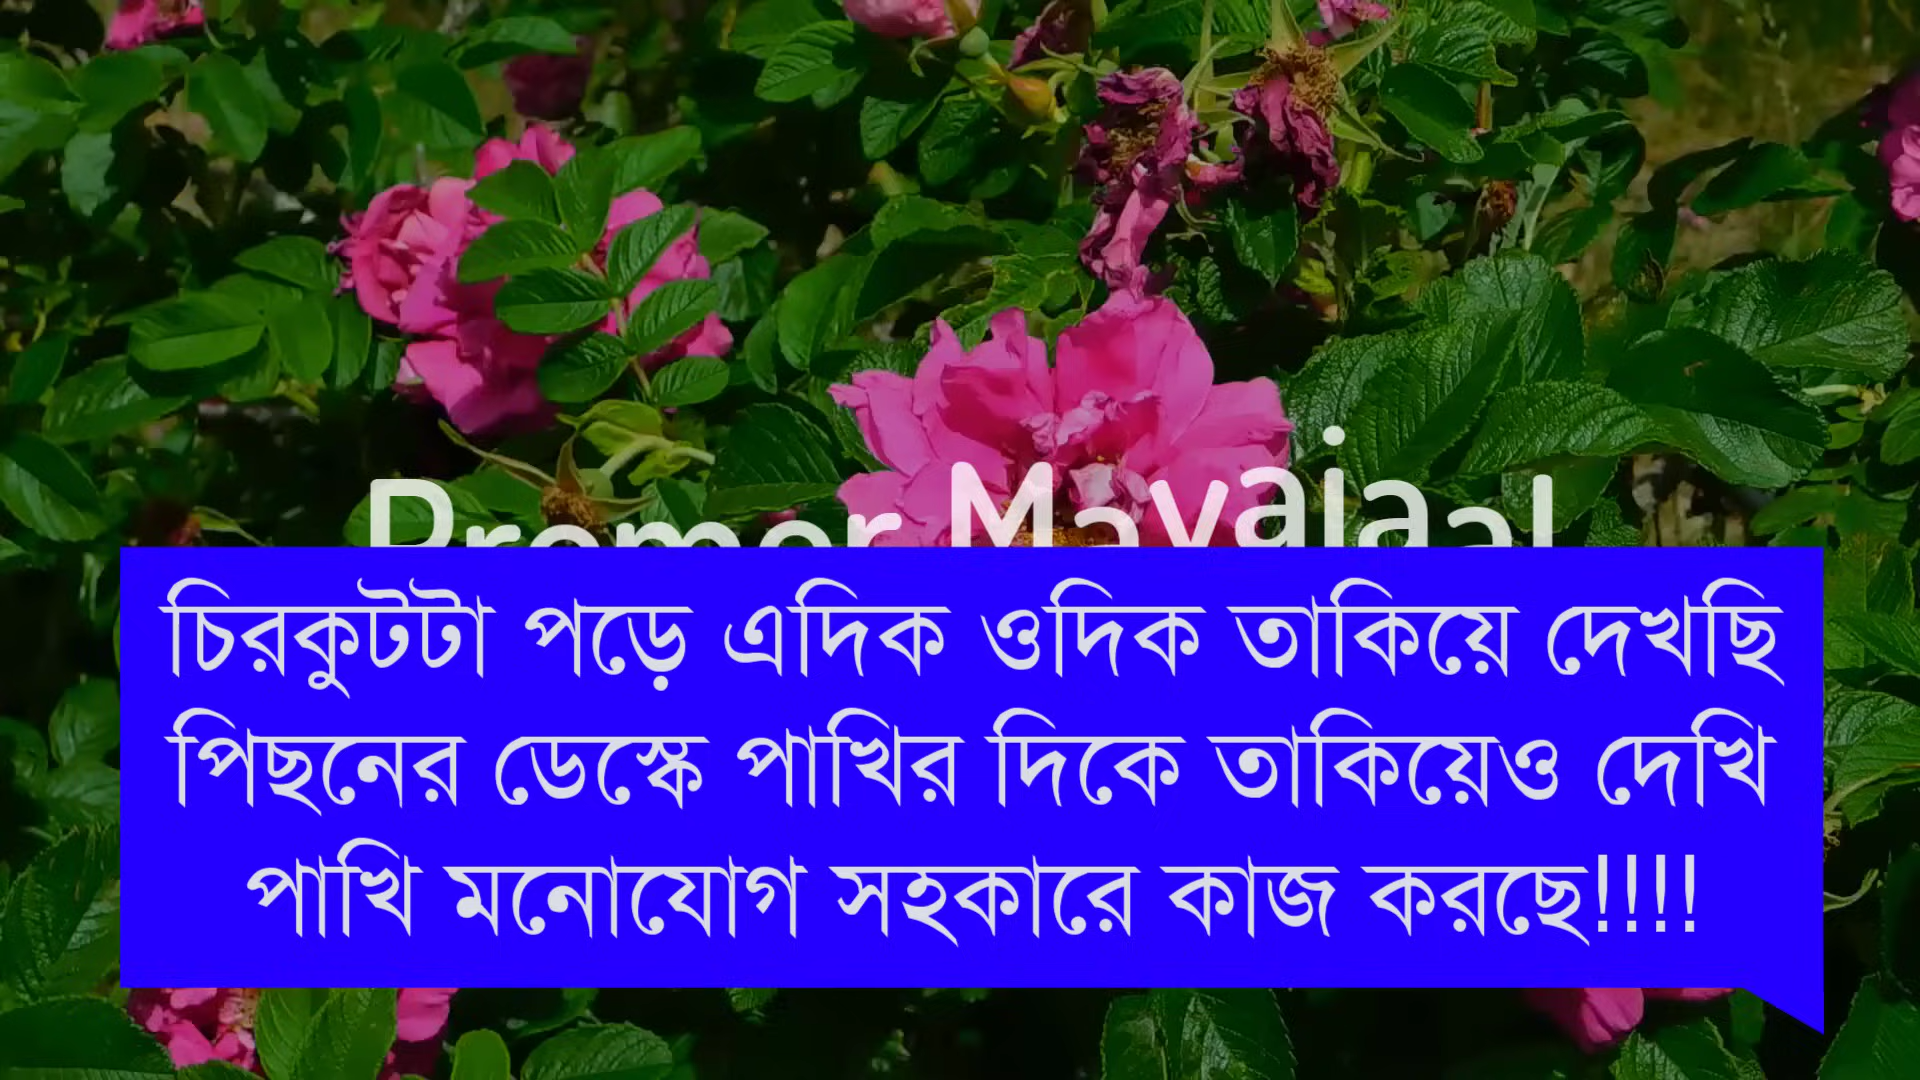 Premer Mayajaal
চিরকুটটা পড়ে এদিক ওদিক তাকিয়ে দেখছি
পিছনের ডেস্কে পাখির দিকে তাকিয়েও দেখি
পাখি মনোযোগ সহকারে কাজ করছে!!!!